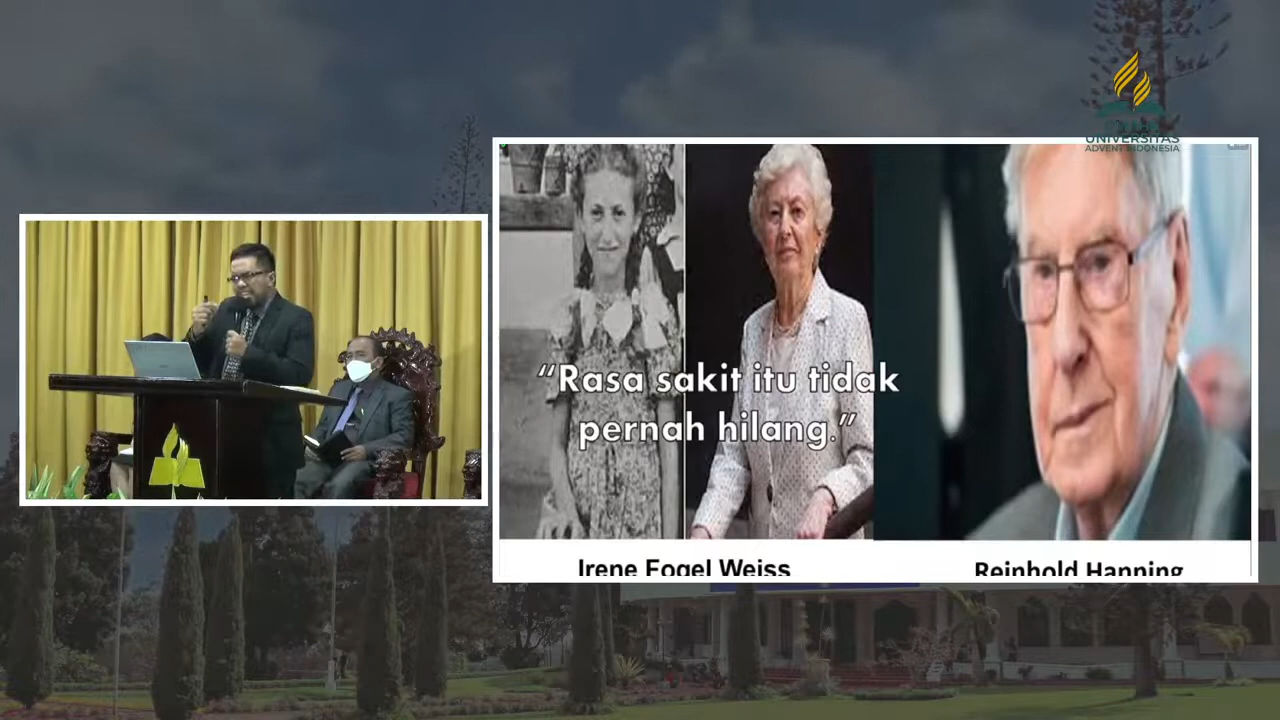 UNIVERSITAS
ADVENT INDONESIA
“Rasa sakit itu tidak
pernah hilang.”
Irene Fogel Weiss
Reinhold Hanning